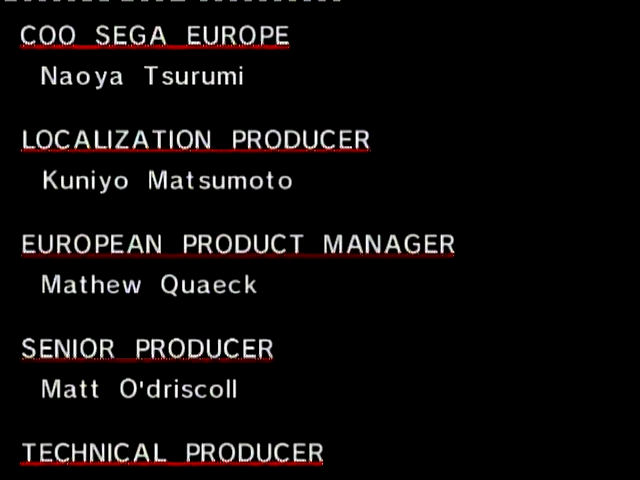 COO SEGA EUROPE
Naoya Tsurumi
LOCALIZATION PRODUCER
Kuniyo Matsumoto
EUROPEAN PRODUCT MANAGER
Mathew Quaeck
SENIOR PRODUCER
Matt O'driscoll
TECHNICAL PRODUCER